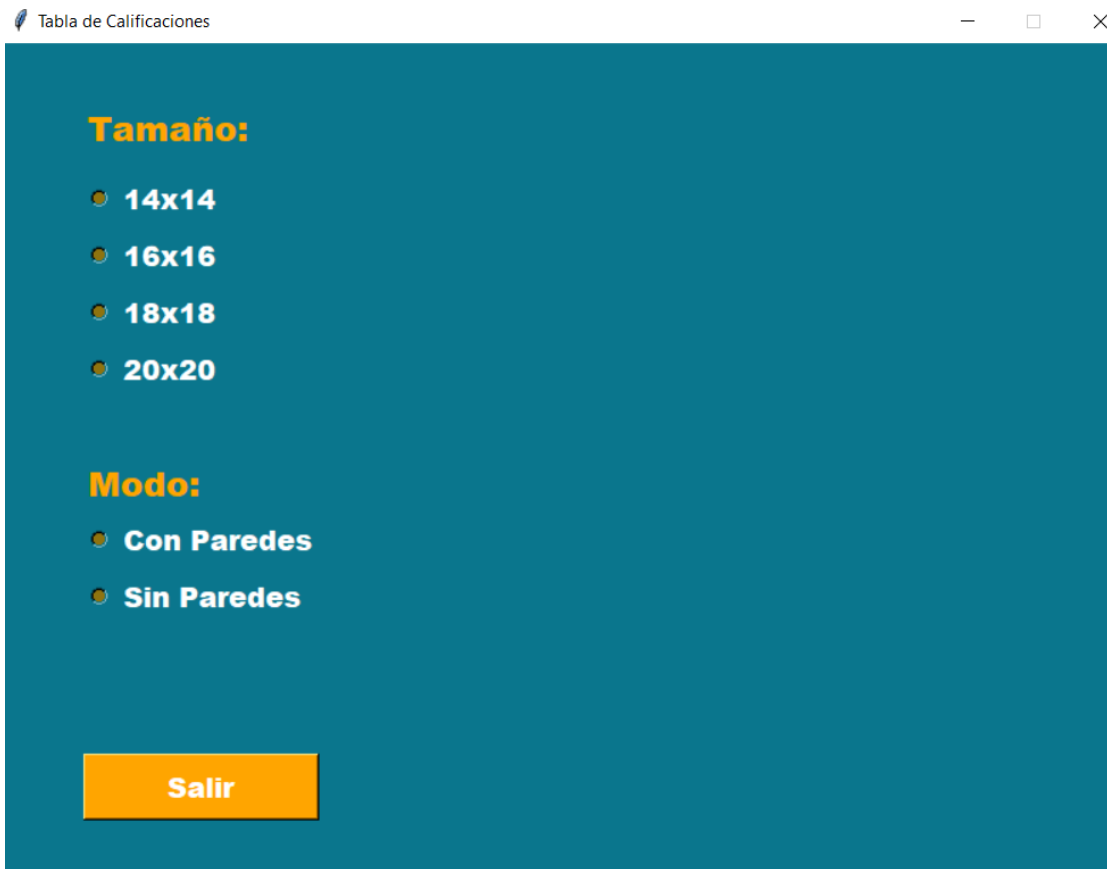 Tabla de Calificaciones
Tamaño:
14x14
16x16
18x18
20x20
Modo:
Con Paredes
Sin Paredes
Salir